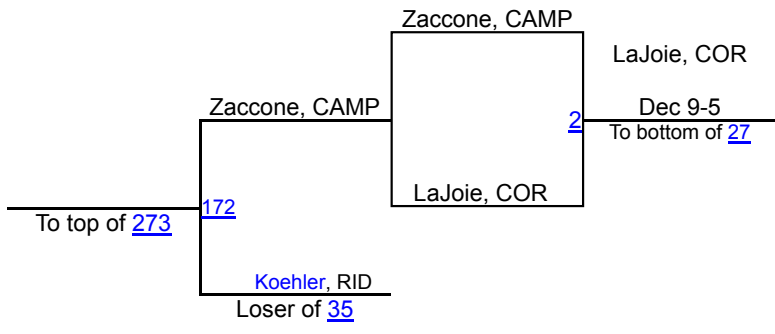 Zaccone, CAMP
LaJoie, COR
Zaccone, CAMP
Dec 9-5
2
To bottom of 27
LaJoie, COR
172
To top of 273
Koehler, RID
Loser of 35